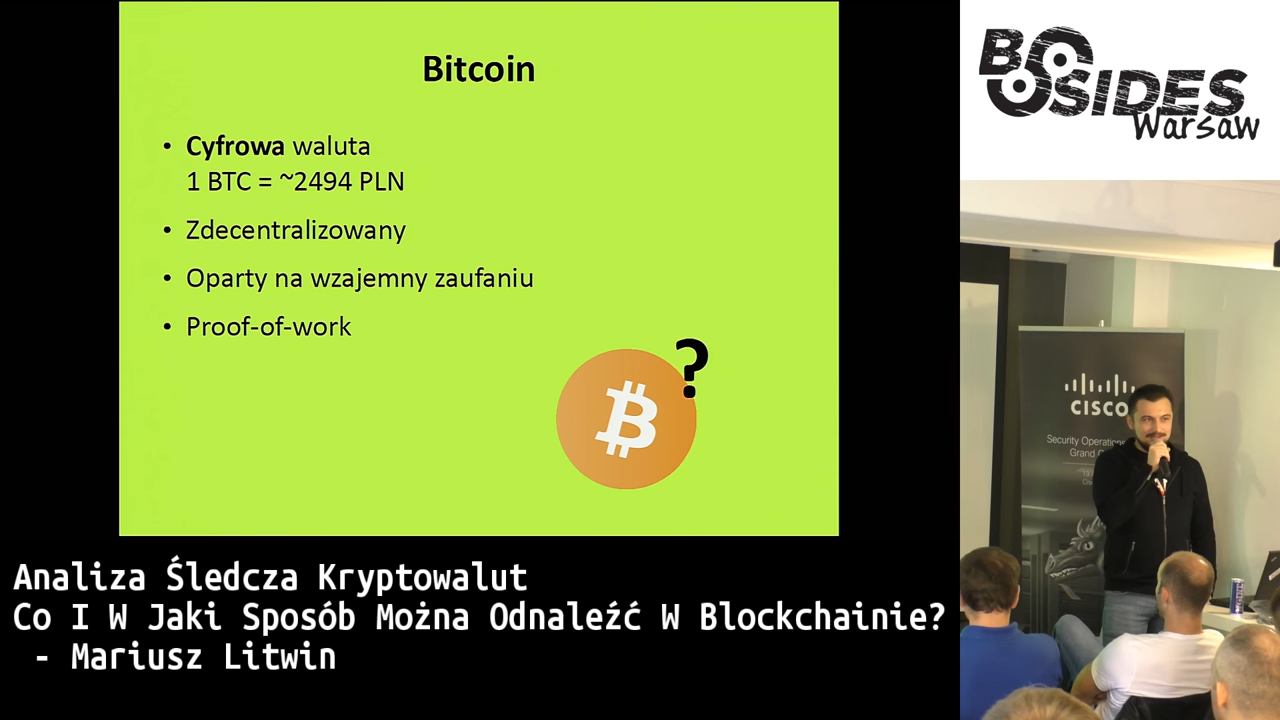 Bitcoin
• Cyfrowa waluta
1 BTC = ~2494 PLN
• Zdecentralizowany
• Oparty na wzajemny zaufaniu
• Proof-of-work
?
Analiza Śledcza Kryptowalut
Co I W Jaki Sposób Można Odnaleźć W Blockchainie?
- Mariusz Litwin
BSIDES
Warsaw
CISCO
Security Operations
Grand